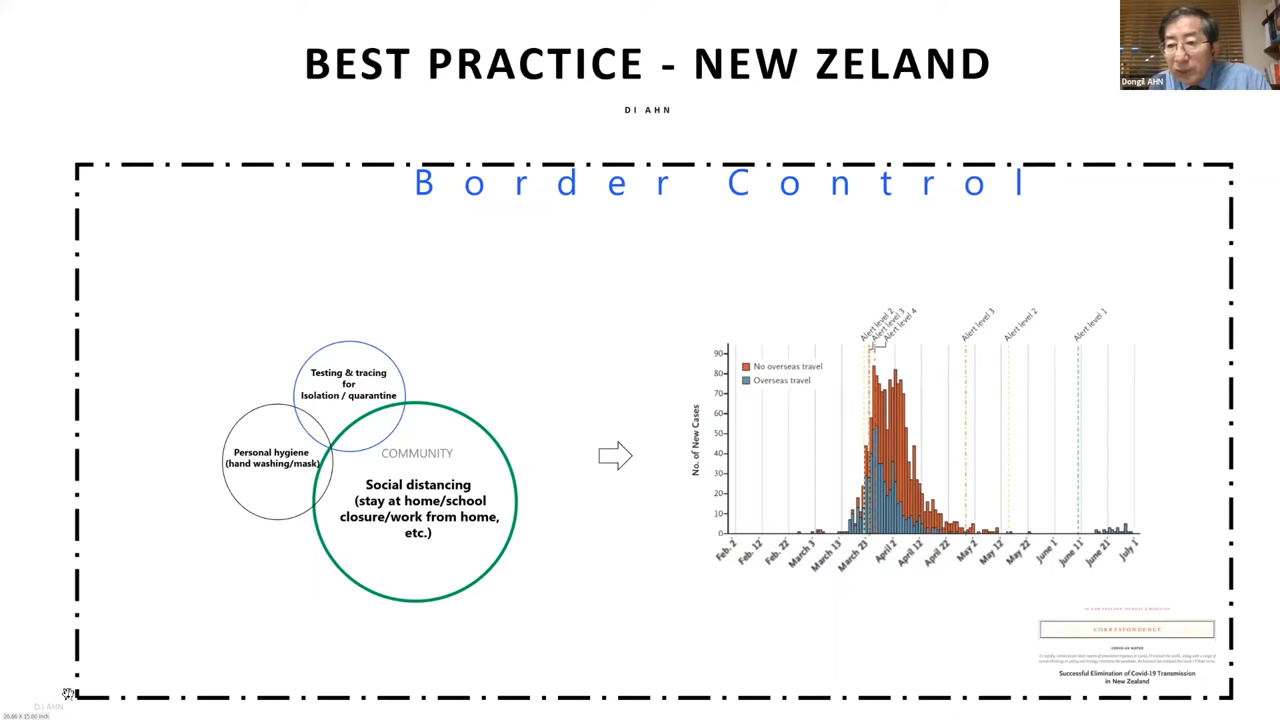 BEST PRACTICE - NEW ZELAND
DI AHN
Dongil AHN
Border Control
Testing & tracing
for
Isolation / quarantine
Personal hygiene
(hand washing/mask)
COMMUNITY
Social distancing
(stay at home/school
closure/work from home,
etc.)
Alert level 2
Alert level 3
Alert level 4
Alert level 3
Alert level 2
Alert level 1
No overseas travel
Overseas travel
No. of New Cases
90
80
70
60
50
40
30
20
10
0
Feb. 2
Feb. 12
Feb. 22
March 3
March 13
March 23
April 2
April 12
April 22
May 2
May 12
May 22
June 1
June 11
June 21
July 1
CORRESPONDENCE
COVID-19 NOTES
Successful Elimination of Covid-19 Transmission
in New Zealand
D.I AHN